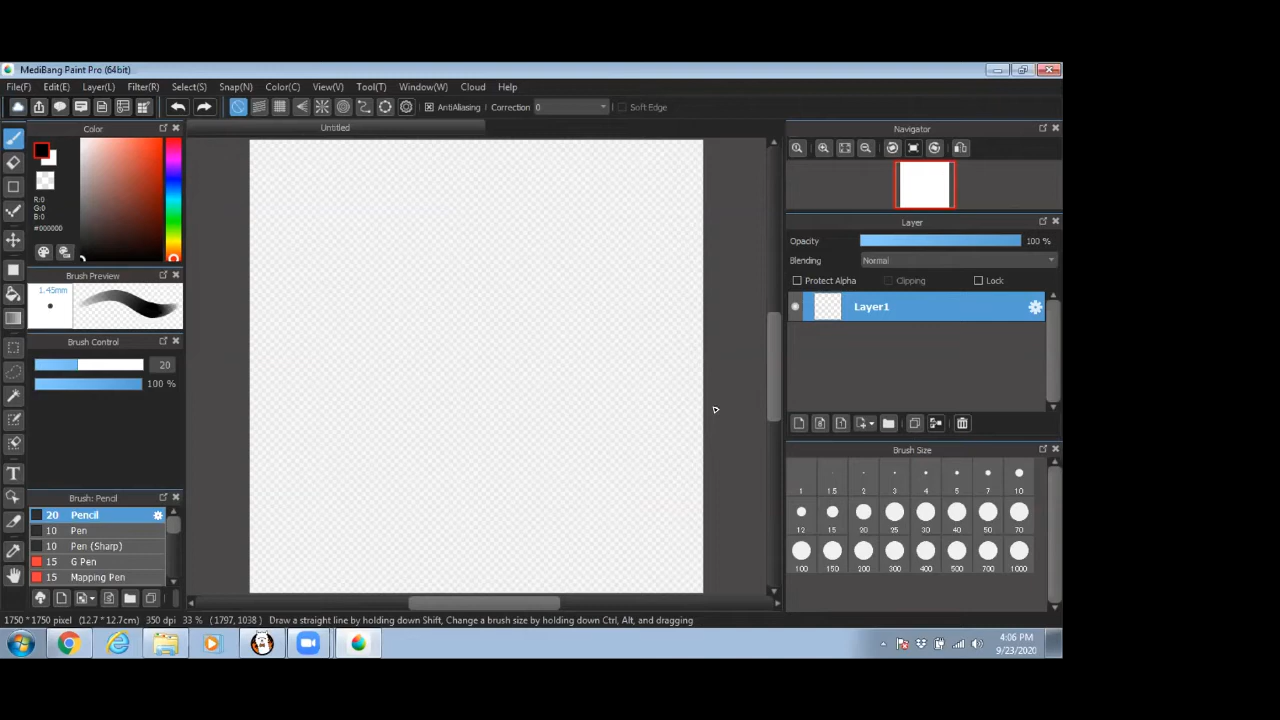 MediBang Paint Pro (64bit)
File(F) Edit(E) Layer(L) Filter(R) Select(S) Snap(N) Color(C) View(V) Tool(T) Window(W) Cloud Help
AntiAliasing Correction 0 Soft Edge
Color
Untitled
Navigator
R:0
G:0
B:0
#000000
Layer
Opacity 100 %
Blending Normal
Protect Alpha Clipping Lock
Layer1
Brush Preview
1.45mm
Brush Control
20
100 %
Brush Size
1 1.5 2 3 4 5 7 10
12 15 20 25 30 40 50 70
100 150 200 300 400 500 700 1000
Brush: Pencil
20 Pencil
10 Pen
10 Pen (Sharp)
15 G Pen
15 Mapping Pen
1750 * 1750 pixel (12.7 * 12.7cm) 350 dpi 33 % (1797, 1038) Draw a straight line by holding down Shift, Change a brush size by holding down Ctrl, Alt, and dragging
4:06 PM
9/23/2020